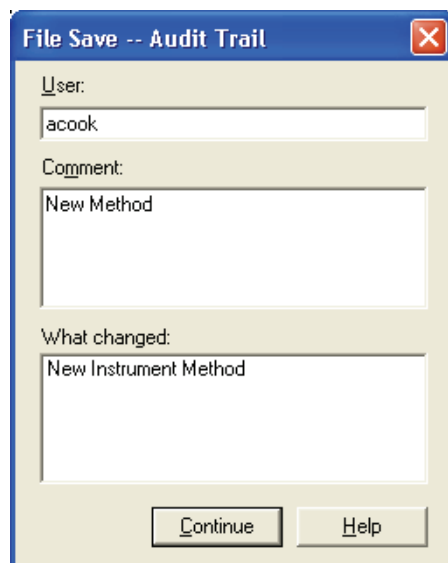 File Save -- Audit Trail
User:
acook
Comment:
New Method
What changed:
New Instrument Method
Continue
Help